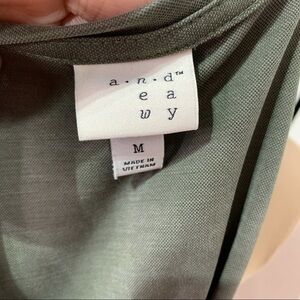 a · n · d™
e a
w y
M
MADE IN
VIETNAM